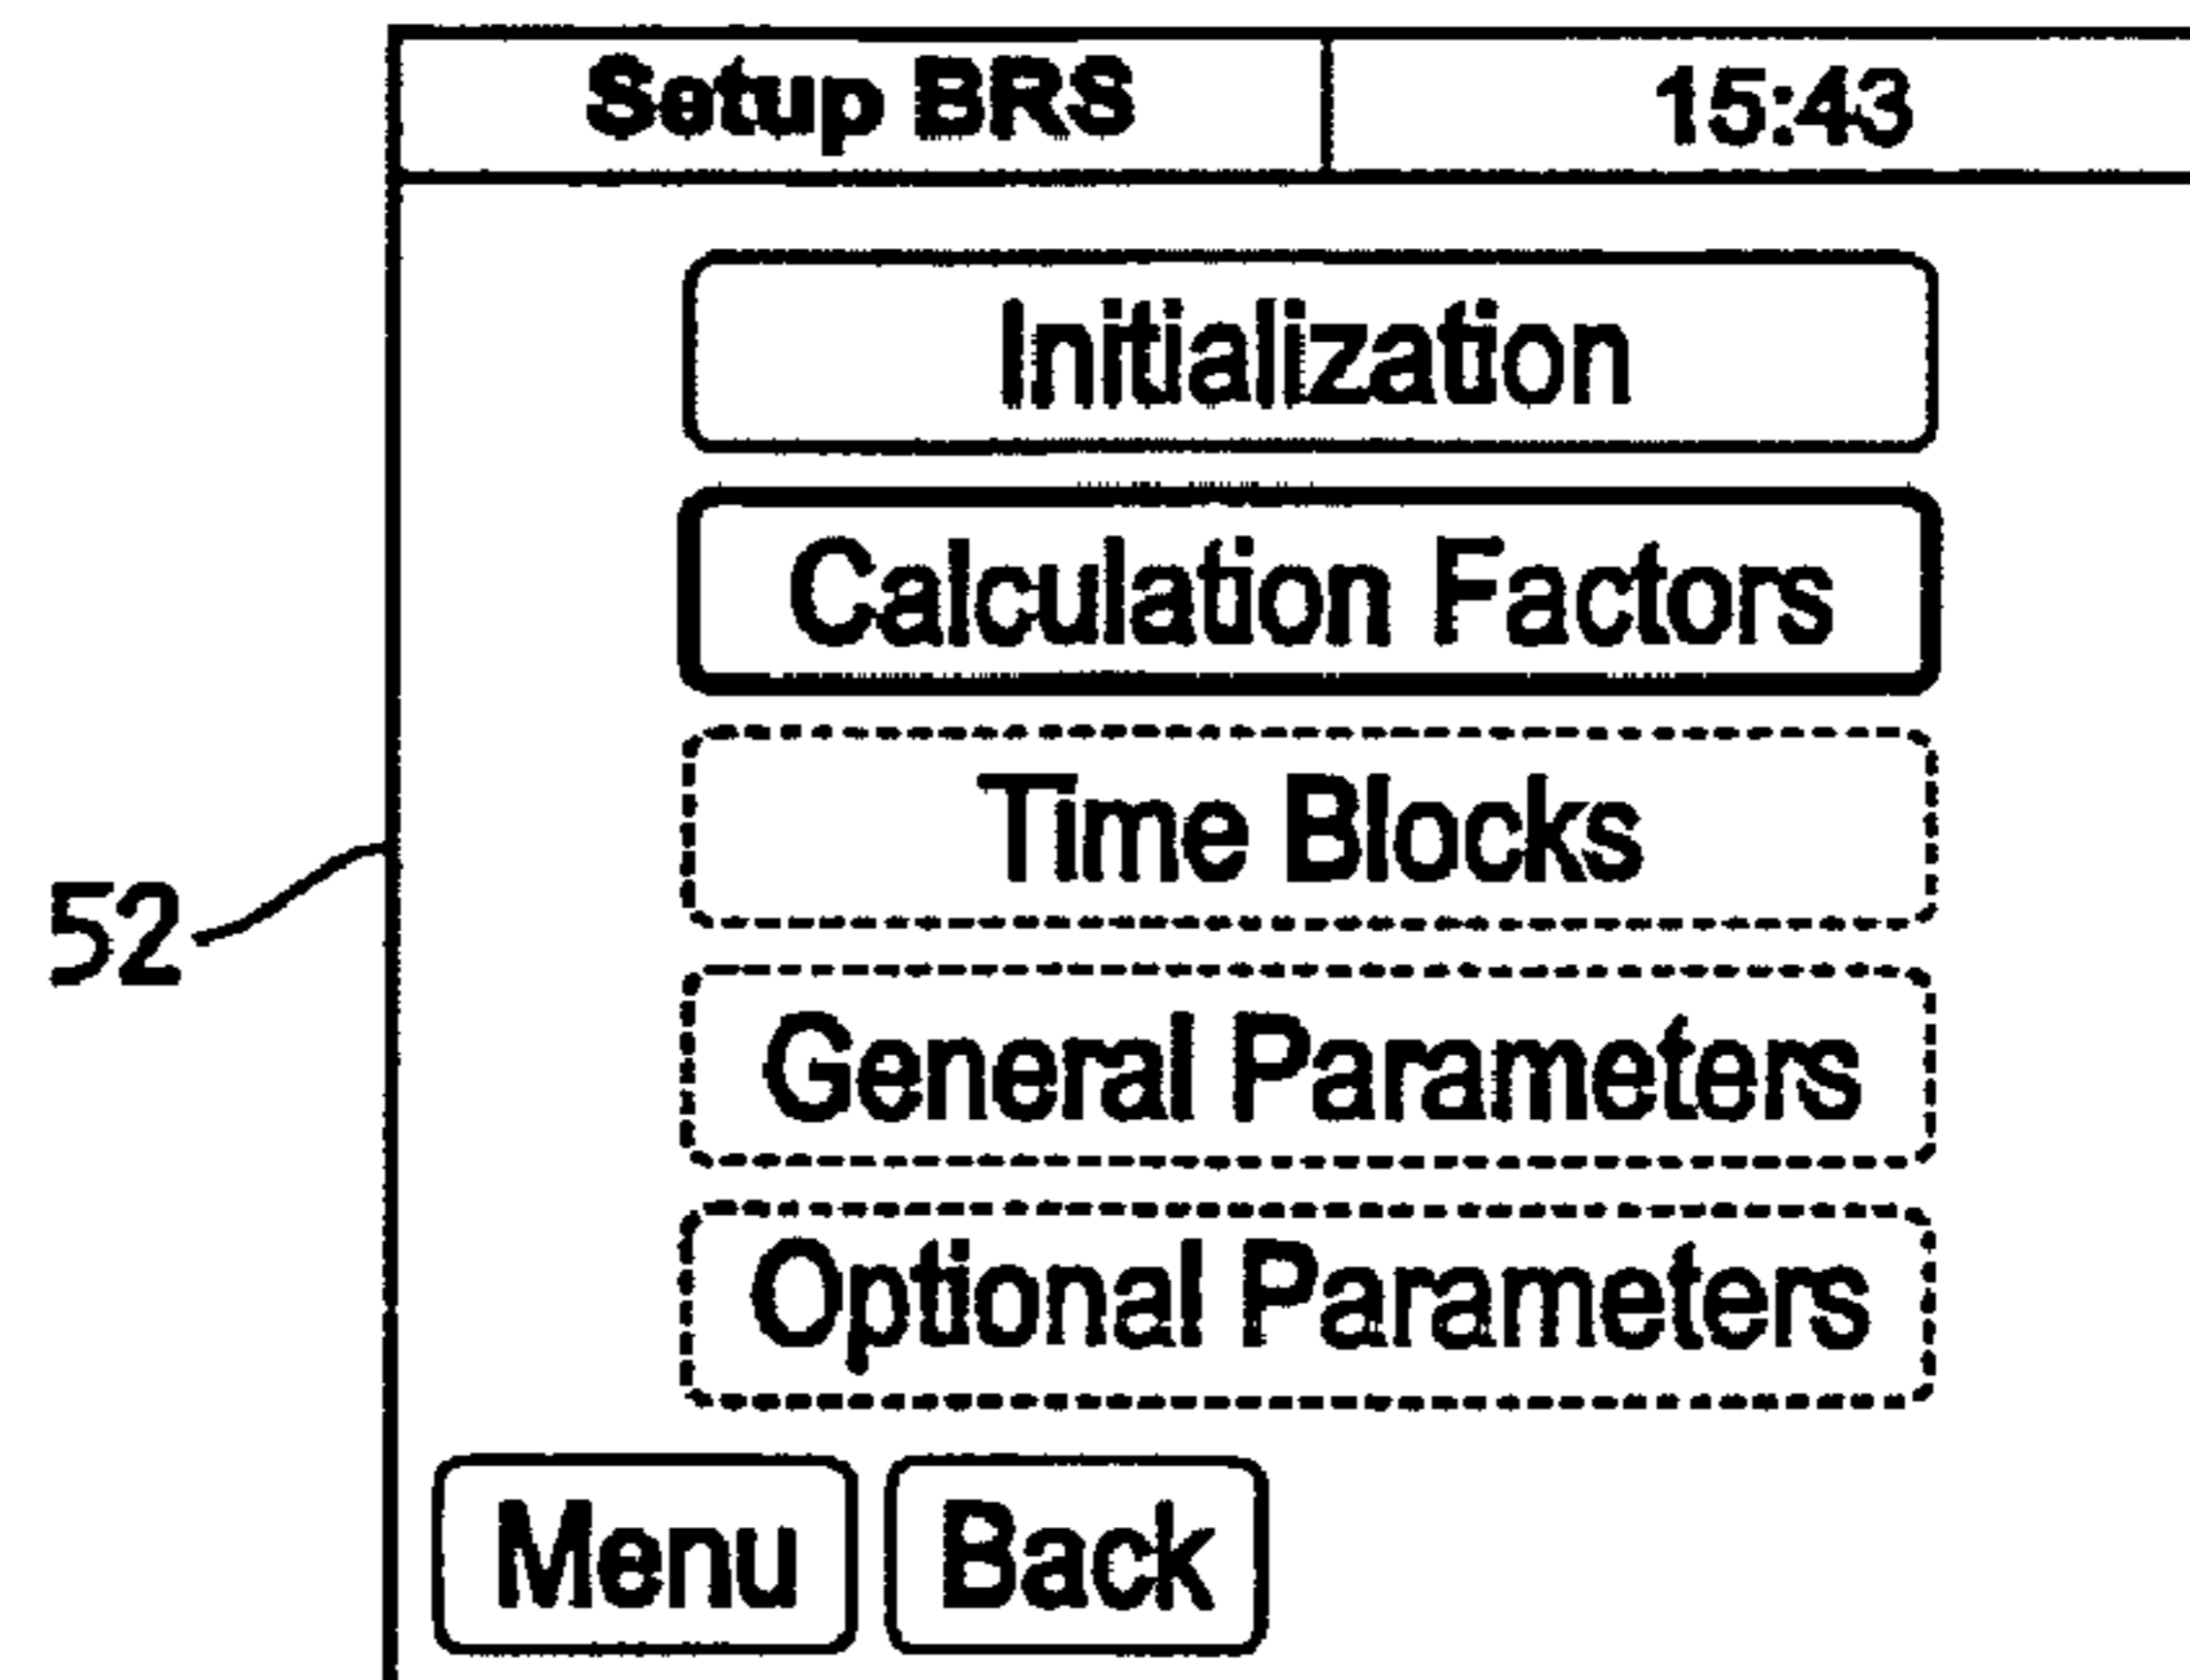 Setup BRS 15:43
Initialization
Calculation Factors
Time Blocks
52
General Parameters
Optional Parameters
Menu Back